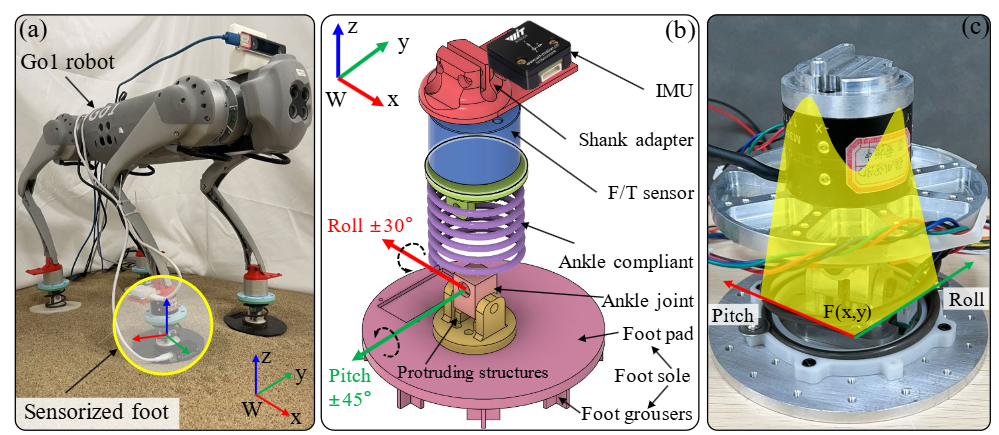 (a)
Go1 robot
GO1
Sensorized foot
z
y
W
x
(b)
z
y
W
x
IMU
Shank adapter
F/T sensor
Roll ±30°
Ankle compliant
Ankle joint
Foot pad
Protruding structures
Pitch
±45°
Foot sole
Foot grousers
(c)
-X
Pitch
F(x,y)
Roll